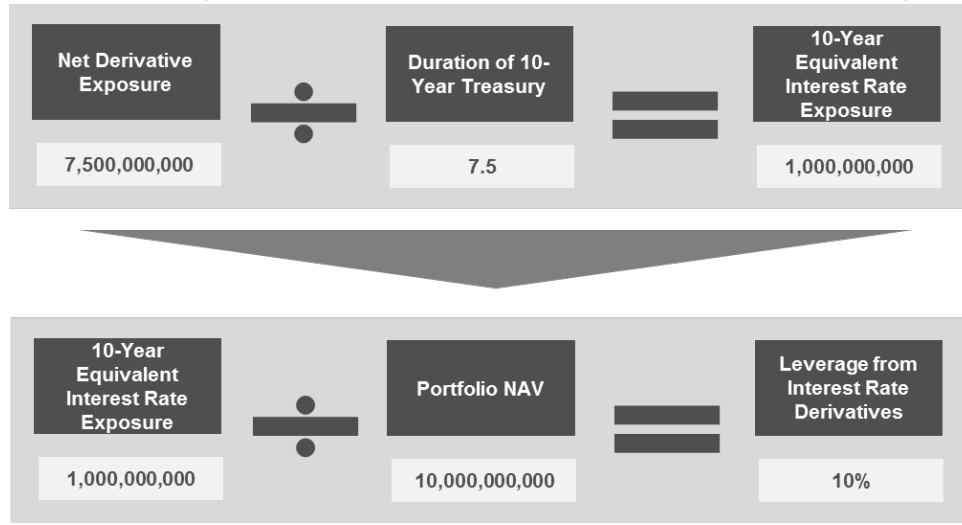 Net Derivative
Exposure
Duration of 10-
Year Treasury
10-Year
Equivalent
Interest Rate
Exposure
7,500,000,000
7.5
1,000,000,000
10-Year
Equivalent
Interest Rate
Exposure
Portfolio NAV
Leverage from
Interest Rate
Derivatives
1,000,000,000
10,000,000,000
10%